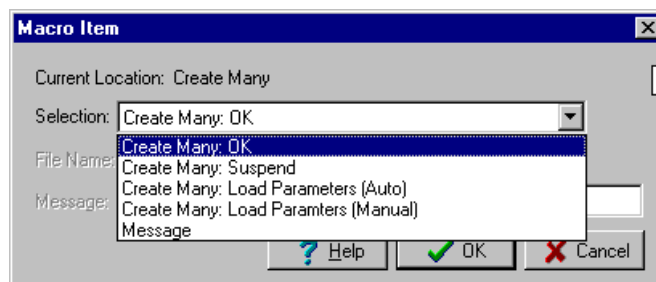 Macro Item
Current Location: Create Many
Selection: Create Many: OK
Create Many: OK
File Name:
Create Many: Suspend
Create Many: Load Parameters (Auto)
Message:
Create Many: Load Paramters (Manual)
Message
? Help
OK
Cancel